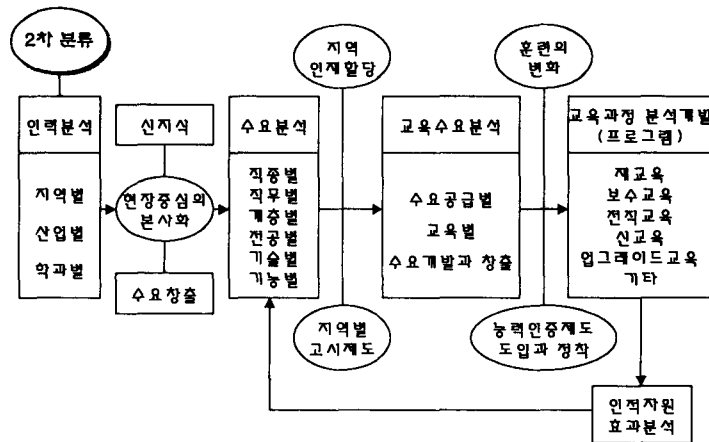 2차 분류
인력분석
지역별
산업별
학과별
신지식
현장중심의
본사화
수요창출
수요분석
직종별
직무별
계층별
전공별
기술별
기능별
지역
인재할당
지역별
고시제도
교육수요분석
수요공급별
교육별
수요개발과 창출
훈련의
변화
능력인증제도
도입과 정착
교육과정 분석개발
(프로그램)
재교육
보수교육
전직교육
신교육
업그레이드교육
기타
인적자원
효과분석